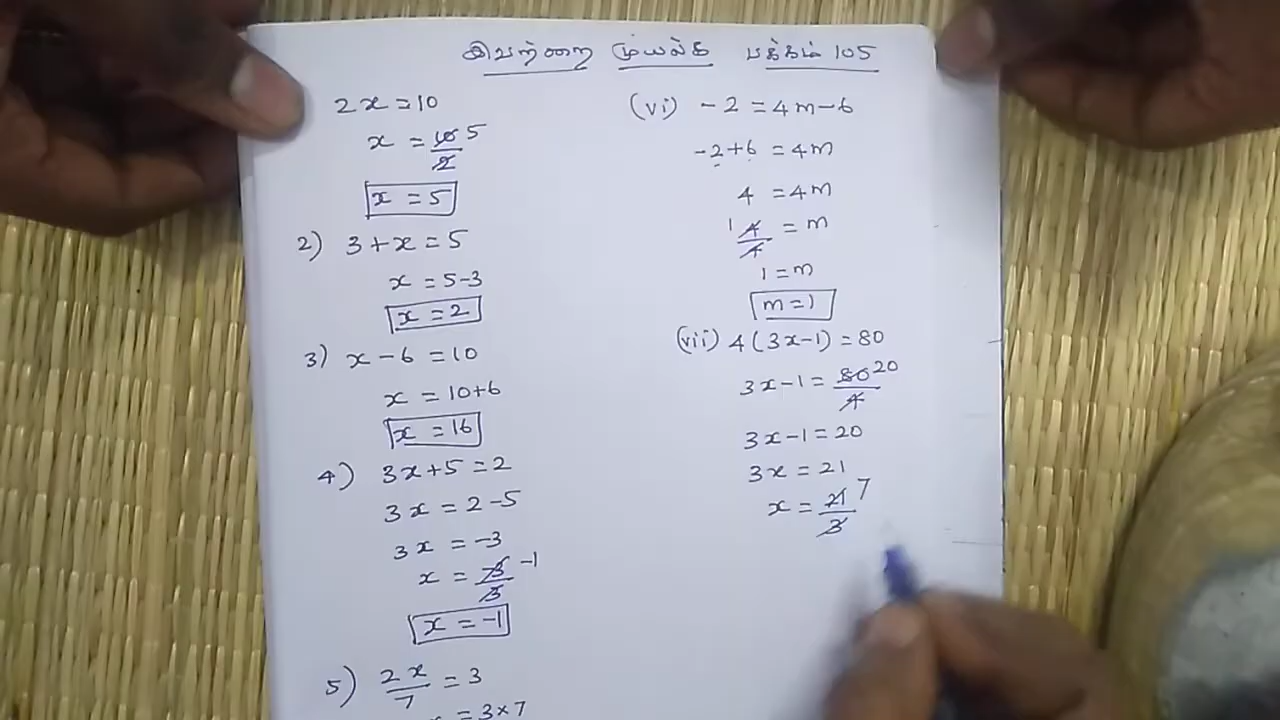 இவற்றை முயல்க பக்கம் 105
2x = 10
x = 10/2 5
x = 5
2) 3 + x = 5
x = 5-3
x = 2
3) x - 6 = 10
x = 10+6
x = 16
4) 3x+5 = 2
3x = 2-5
3x = -3
x = -3/3 -1
x = -1
5) 2x/7 = 3
x = 3×7
(vi) -2 = 4m-6
-2+6 = 4m
4 = 4m
1 4/4 = m
1 = m
m = 1
(vii) 4(3x-1) = 80
3x-1 = 80/4 20
3x-1 = 20
3x = 21
x = 21/3 7